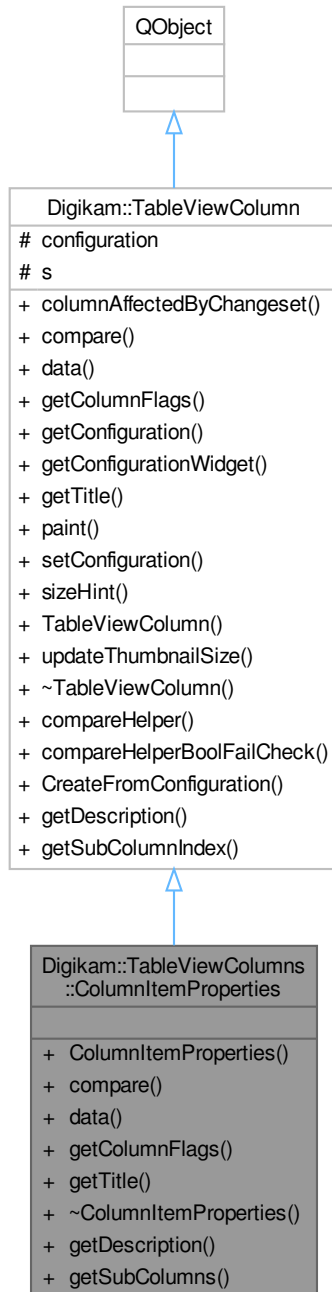 QObject
Digikam::TableViewColumn
# configuration
# s
+ columnAffectedByChangeset()
+ compare()
+ data()
+ getColumnFlags()
+ getConfiguration()
+ getConfigurationWidget()
+ getTitle()
+ paint()
+ setConfiguration()
+ sizeHint()
+ TableViewColumn()
+ updateThumbnailSize()
+ ~TableViewColumn()
+ compareHelper()
+ compareHelperBoolFailCheck()
+ CreateFromConfiguration()
+ getDescription()
+ getSubColumnIndex()
Digikam::TableViewColumns
::ColumnItemProperties
+ ColumnItemProperties()
+ compare()
+ data()
+ getColumnFlags()
+ getTitle()
+ ~ColumnItemProperties()
+ getDescription()
+ getSubColumns()